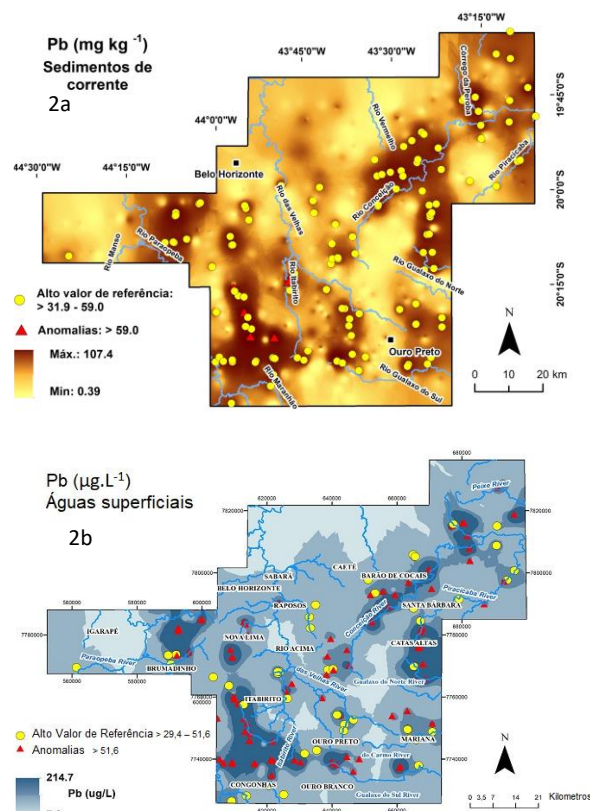 Pb (mg kg -1)
Sedimentos de
corrente
2a
43°45'0"W
43°30'0"W
43°15'0"W
44°0'0"W
44°30'0"W
44°15'0"W
19°45'0"S
20°0'0"S
20°15'0"S
Córrego da Peroba
Rio Vermelho
Rio Piracicaba
Belo Horizonte
Rio das Velhas
Rio Conceição
Rio Manso
Rio Paraopeba
Rio Itabirito
Rio Gualaxo do Norte
Ouro Preto
Rio Maranhão
Rio Gualaxo do Sul
Alto valor de referência:
> 31.9 - 59.0
Anomalias: > 59.0
Máx.: 107.4
Min: 0.39
N
0 10 20 km
Pb (µg.L-1)
Águas superficiais
2b
620000 640000 660000
680000
7820000
7800000
7780000
7760000
7740000
580000 600000
Peixe River
CAETÉ
SABARÁ
BELO HORIZONTE
BARÃO DE COCAIS
Piracicaba River
RAPOSOS
Conceição River
SANTA BÁRBARA
IGARAPÉ
NOVA LIMA
RIO ACIMA
CATAS ALTAS
Paraopeba River
BRUMADINHO
das Velhas River
Gualaxo do Norte River
ITABIRITO
Itabirito River
OURO PRETO
MARIANA
do Carmo River
CONGONHAS
OURO BRANCO
Gualaxo do Sul River
Alto Valor de Referência > 29,4 – 51,6
Anomalias > 51,6
214.7
Pb (ug/L)
N
0 3.5 7 14 21 Kilometros